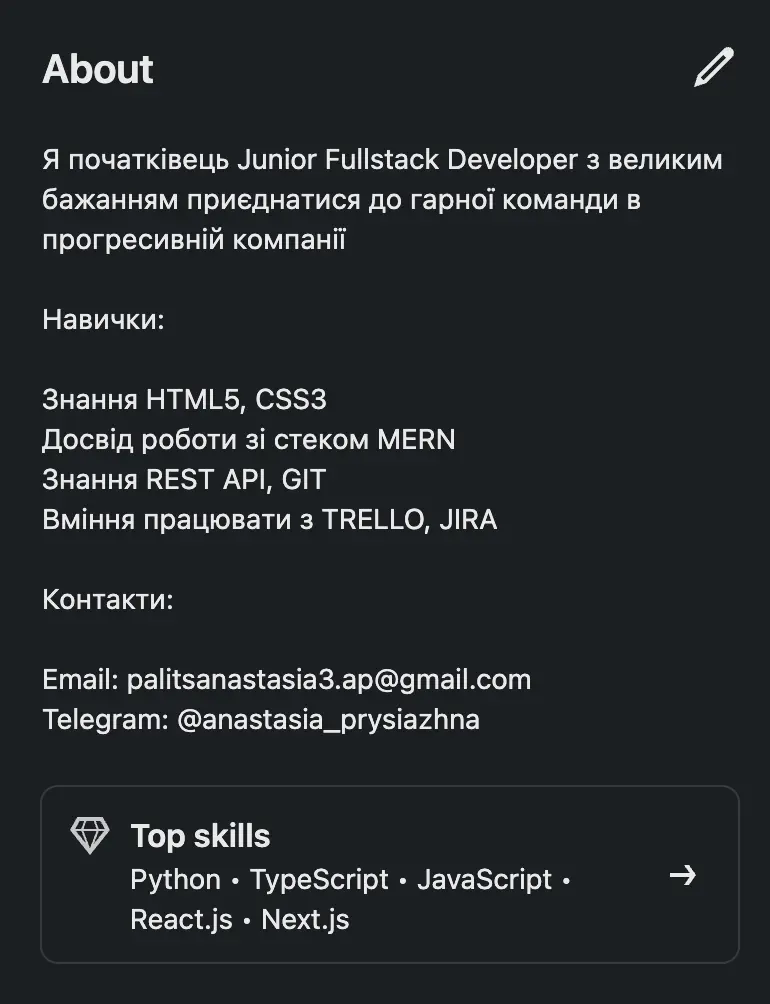 About
Я початківець Junior Fullstack Developer з великим
бажанням приєднатися до гарної команди в
прогресивній компанії
Навички:
Знання HTML5, CSS3
Досвід роботи зі стеком MERN
Знання REST API, GIT
Вміння працювати з TRELLO, JIRA
Контакти:
Email: palitsanastasia3.ap@gmail.com
Telegram: @anastasia_prysiazhna
Top skills
Python • TypeScript • JavaScript •
React.js • Next.js